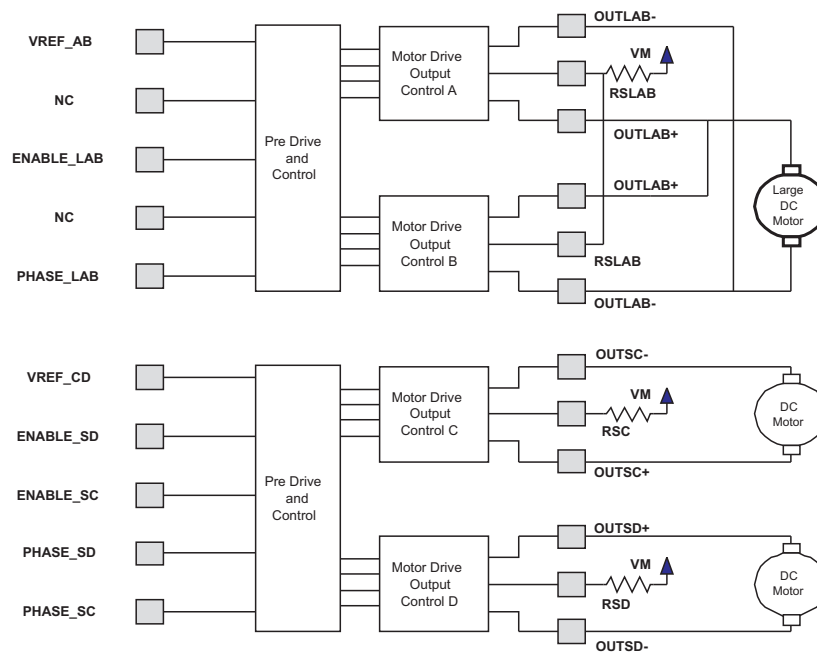 OUTLAB-
VREF_AB
Motor Drive
Output
Control A
VM
RSLAB
NC
OUTLAB+
ENABLE_LAB
Pre Drive
and
Control
OUTLAB+
Large
DC
Motor
NC
Motor Drive
Output
Control B
RSLAB
PHASE_LAB
OUTLAB-
OUTSC-
VREF_CD
Motor Drive
Output
Control C
VM
RSC
DC
Motor
ENABLE_SD
OUTSC+
ENABLE_SC
Pre Drive
and
Control
OUTSD+
PHASE_SD
Motor Drive
Output
Control D
VM
RSD
DC
Motor
PHASE_SC
OUTSD-